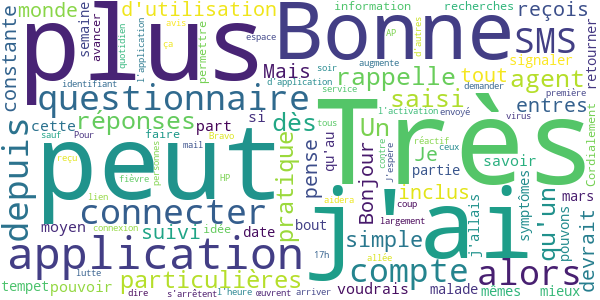 monde
d'utilisation
avis
ça
information
recherches
reçois
constante
plus
semaine
avancer
quotidien
l'application
permettre
espace
Bonne
AP
d'autres
SMS
signaler
retourner
Mais
d'application
soir
augmente
rappelle
tout
agent
identifiant
service
demander
première
questionnaire
saisi
entres
depuis
réponses
part
si
dès
tous
l'activation
envoyé
virus
Cordialement
cette
Pour
faire
Un
Très
réactif
ceux
sauf
mail
Bravo
pratique
pense
qu'au
Bonjour
contre
J'espère
Je
savoir
peut
reçu
personnes
partie
lien
fièvre
HP
aidera
inclus
mars
connecter
j'ai
coup
j'allais
symptômes
qu'un
pouvons
devrait
moyen
connexion
suivi
idée
date
bout
17h
largement
application
simple
allée
compte
alors
tempet
pouvoir
particulières
lutte
voudrais
malade
mêmes
mieux
dire
s'arrêtent
l'heure
œuvrent
arriver